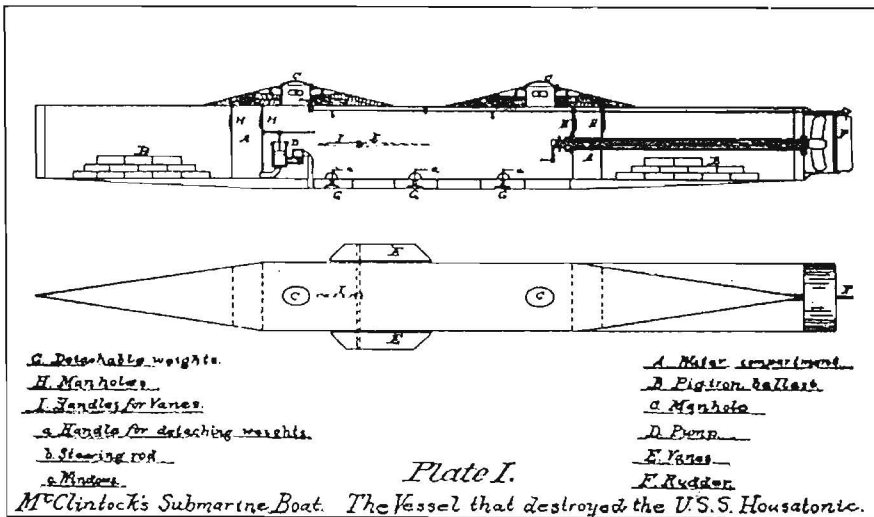 C C
H H H H
A I b A F
D
B B
a a a
G G G
E
C I C F
E
G. Detachable weights.
H. Manholes
I. Handles for Vanes.
a. Handle for detaching weights.
b. Steering rod
c. Windows
A. Water compartment
B. Pig iron ballast
C. Manhole
D. Pump
E. Vanes
F. Rudder
Plate I.
McClintock's Submarine Boat. The Vessel that destroyed the U.S.S. Housatonic.